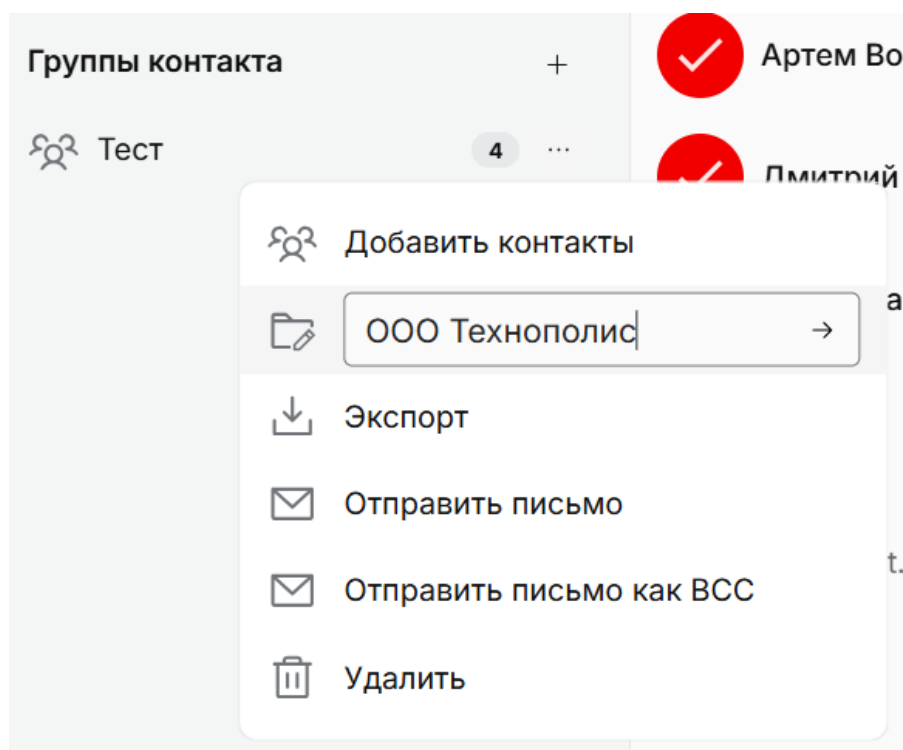 Группы контакта +
Артем Во
Тест 4 ...
Дмитрий
Добавить контакты
а
ООО Технополис →
Экспорт
Отправить письмо
t.
Отправить письмо как BCC
Удалить